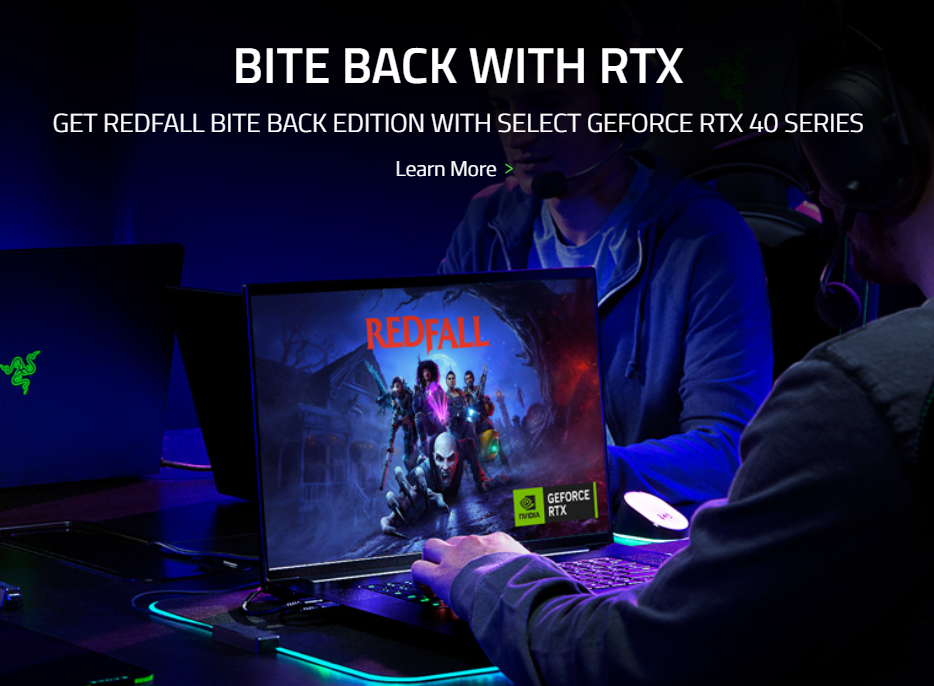 BITE BACK WITH RTX
GET REDFALL BITE BACK EDITION WITH SELECT GEFORCE RTX 40 SERIES
Learn More >
REDFALL
NVIDIA
GEFORCE
RTX